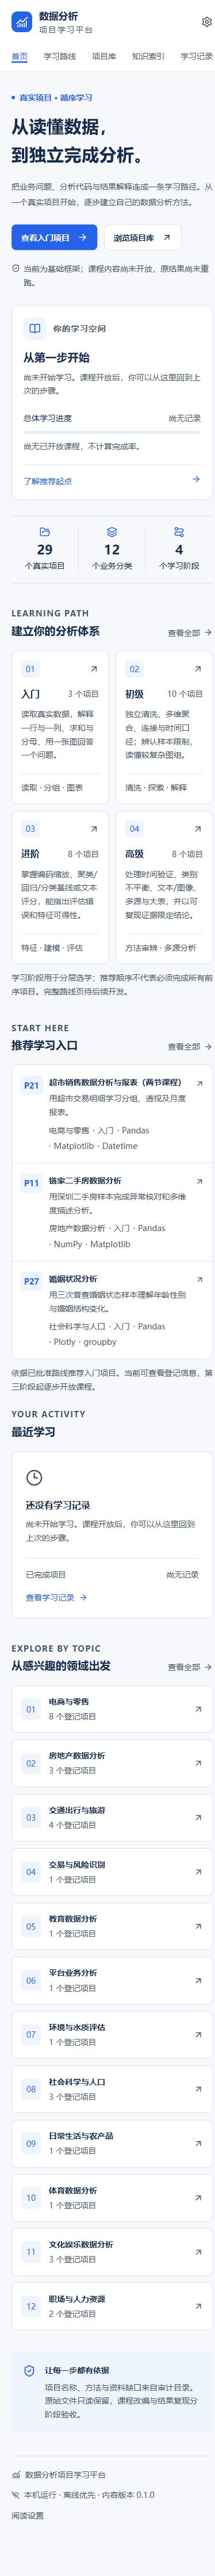 数据分析
项目学习平台
首页 学习路线 项目库 知识索引 学习记录
真实项目 • 循序学习
从读懂数据，
到独立完成分析。
把业务问题、分析代码与结果解释连成一条学习路径。从
一个真实项目开始，逐步建立自己的数据分析方法。
查看入门项目 →
浏览项目库 ↗
当前为基础框架；课程内容尚未开放，原结果尚未重
跑。
你的学习空间
从第一步开始
尚未开始学习。课程开放后，你可以从这里回到上
次的步骤。
总体学习进度 尚无记录
尚无已开放课程，不计算完成率。
了解推荐起点 →
29
个真实项目
12
个业务分类
4
个学习阶段
LEARNING PATH
建立你的分析体系 查看全部 →
01
入门 3 个项目
读取真实数据，解释
一行与一列、求和与
分母、用一张图回答
一个问题。
读取 · 分组 · 图表
02
初级 10 个项目
独立清洗、多维聚
合、连接与时间口
径；辨认样本限制，
读懂较复杂图组。
清洗 · 探索 · 解释
03
进阶 8 个项目
掌握编码缩放、聚类/
回归/分类基线或文本
评分，能指出评估错
误和特征可得性。
特征 · 建模 · 评估
04
高级 8 个项目
处理时间验证、类别
不平衡、文本/图像、
多源与大表，并以可
复现证据限定结论。
方法审辨 · 多源分析
学习阶段用于分层选学；推荐顺序不代表必须完成所有前
序项目。完整路线页待后续开发。
START HERE
推荐学习入口 查看全部 →
P21 超市销售数据分析与报表（两节课程）
用超市交易明细学习分组、透视及月度
报表。
电商与零售 · 入门 · Pandas
· Matplotlib · Datetime
P11 链家二手房数据分析
用深圳二手房样本完成异常核对和多维
度描述分析。
房地产数据分析 · 入门 · Pandas
· NumPy · Matplotlib
P27 婚姻状况分析
用三次普查婚姻状态样本理解年龄性别
与婚姻结构变化。
社会科学与人口 · 入门 · Pandas
· Plotly · groupby
依据已批准路线推荐入门项目。当前可查看登记信息，第
三阶段起逐步开放课程。
YOUR ACTIVITY
最近学习
还没有学习记录
尚未开始学习。课程开放后，你可以从这里回到
上次的步骤。
已完成项目 尚无记录
查看学习记录 →
EXPLORE BY TOPIC
从感兴趣的领域出发 查看全部 →
01 电商与零售
8 个登记项目
02 房地产数据分析
3 个登记项目
03 交通出行与旅游
4 个登记项目
04 交易与风险识别
1 个登记项目
05 教育数据分析
1 个登记项目
06 平台业务分析
1 个登记项目
07 环境与水质评估
1 个登记项目
08 社会科学与人口
3 个登记项目
09 日常生活与农产品
1 个登记项目
10 体育数据分析
1 个登记项目
11 文化娱乐数据分析
3 个登记项目
12 职场与人力资源
2 个登记项目
让每一步都有依据
项目名称、方法与资料缺口来自审计目录。
原始文件只读保留，课程改编与结果复现分
阶段验收。
数据分析项目学习平台
本机运行 · 离线优先 · 内容版本 0.1.0
阅读设置